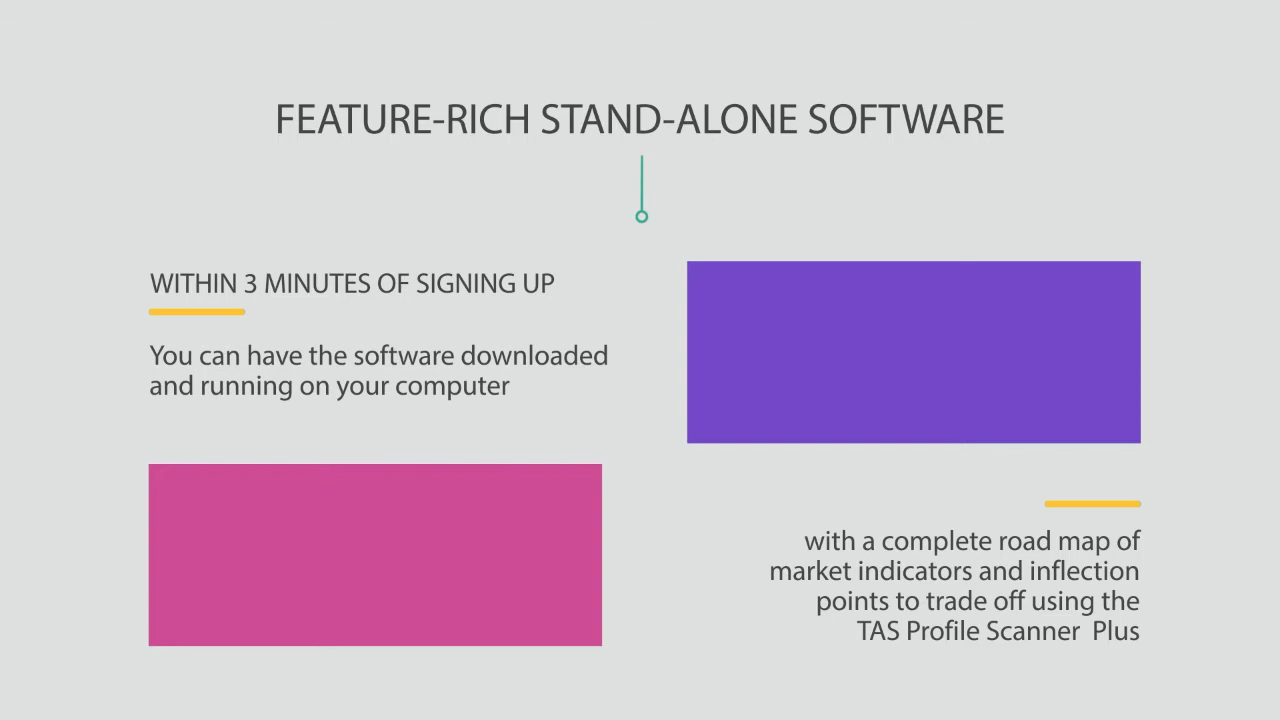 FEATURE-RICH STAND-ALONE SOFTWARE
WITHIN 3 MINUTES OF SIGNING UP
You can have the software downloaded
and running on your computer
with a complete road map of
market indicators and inflection
points to trade off using the
TAS Profile Scanner  Plus